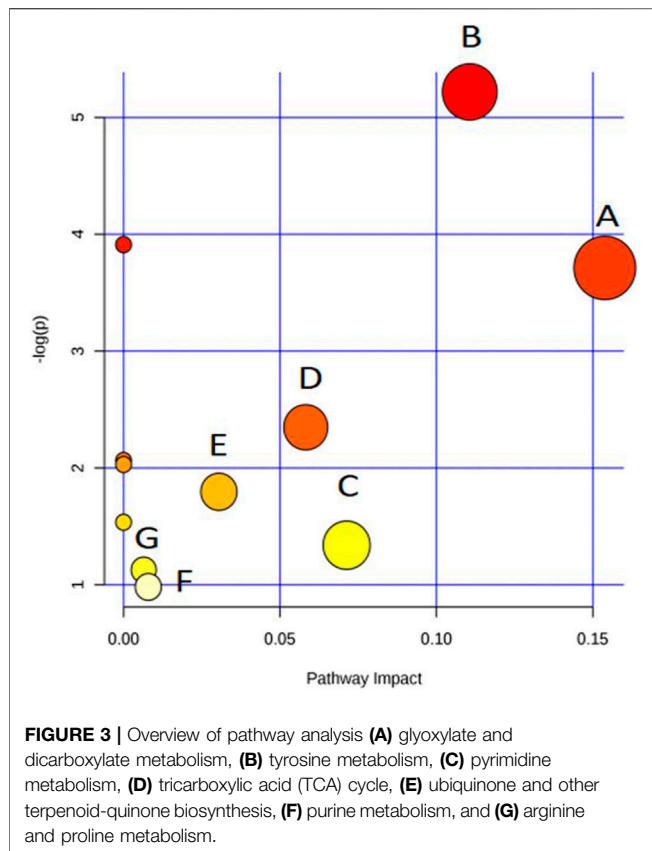 B
5
A
4
-log(p)
3
D
E
2
C
G
F
1
0.00 0.05 0.10 0.15
Pathway Impact
FIGURE 3 | Overview of pathway analysis (A) glyoxylate and
dicarboxylate metabolism, (B) tyrosine metabolism, (C) pyrimidine
metabolism, (D) tricarboxylic acid (TCA) cycle, (E) ubiquinone and other
terpenoid-quinone biosynthesis, (F) purine metabolism, and (G) arginine
and proline metabolism.